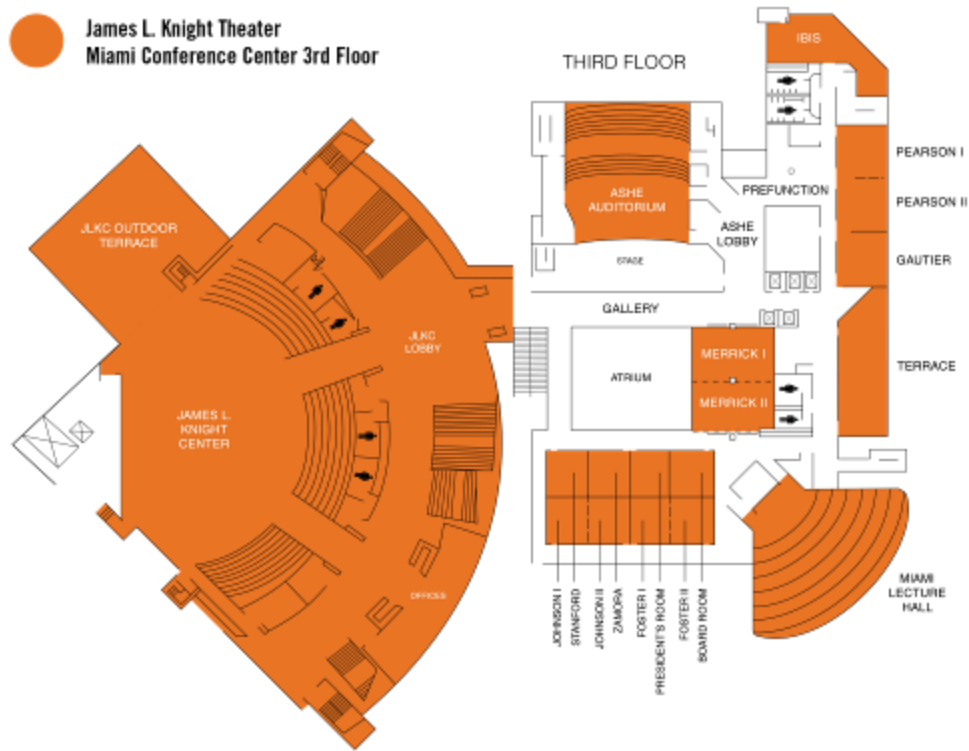 James L. Knight Theater
Miami Conference Center 3rd Floor
THIRD FLOOR
IBIS
PEARSON I
PEARSON II
GAUTIER
TERRACE
PREFUNCTION
ASHE
AUDITORIUM
ASHE
LOBBY
STAGE
GALLERY
ATRIUM
MERRICK I
MERRICK II
JLKC OUTDOOR
TERRACE
JLKC
LOBBY
JAMES L.
KNIGHT
CENTER
OFFICES
JOHNSON I
STANFORD
JOHNSON II
ZAMORA
FOSTER I
PRESIDENT'S ROOM
FOSTER II
BOARD ROOM
MIAMI
LECTURE
HALL